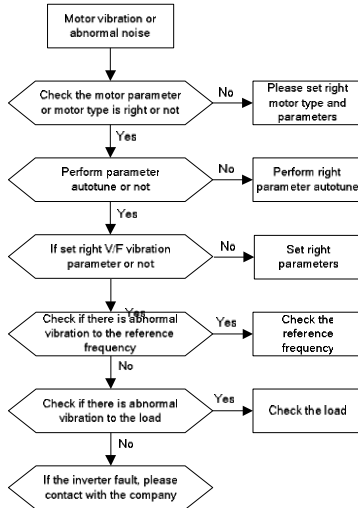 Motor vibration or
abnormal noise
Check the motor parameter
or motor type is right or not
No
Please set right
motor type and
parameters
Yes
Perform parameter
autotune or not
No
Perform right
parameter autotune
Yes
If set right V/F vibration
parameter or not
No
Set right
parameters
Yes
Check if there is abnormal
vibration to the reference
frequency
Yes
Check the
reference
frequency
No
Check if there is abnormal
vibration to the load
Yes
Check the load
No
If the inverter fault, please
contact with the company